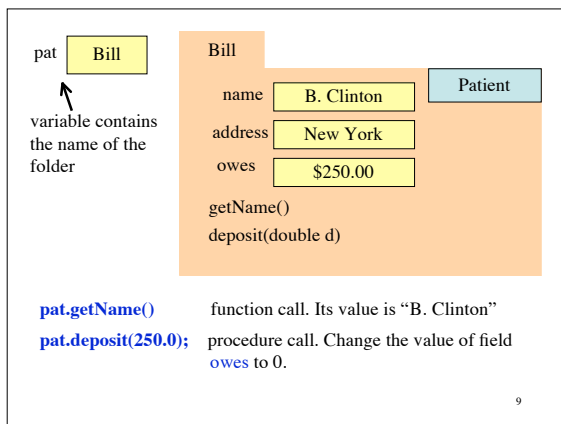 pat
Bill
variable contains
the name of the
folder
Bill
Patient
name
B. Clinton
address
New York
owes
$250.00
getName()
deposit(double d)
pat.getName() function call. Its value is “B. Clinton”
pat.deposit(250.0); procedure call. Change the value of field
owes to 0.
9